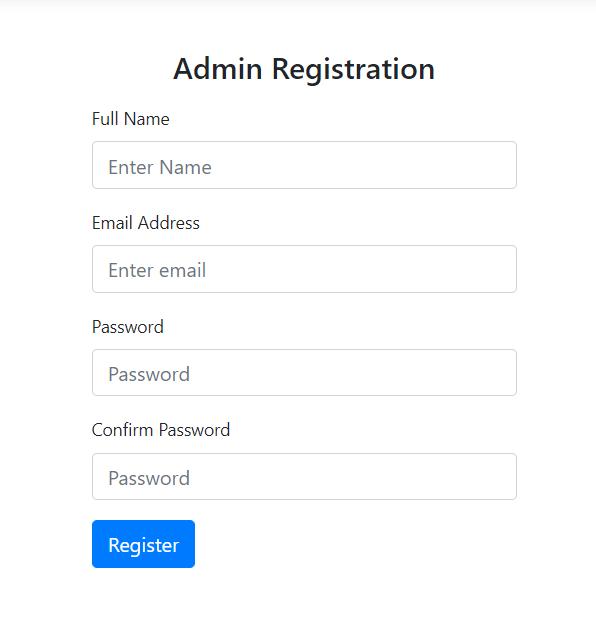 Admin Registration
Full Name
Enter Name
Email Address
Enter email
Password
Password
Confirm Password
Password
Register